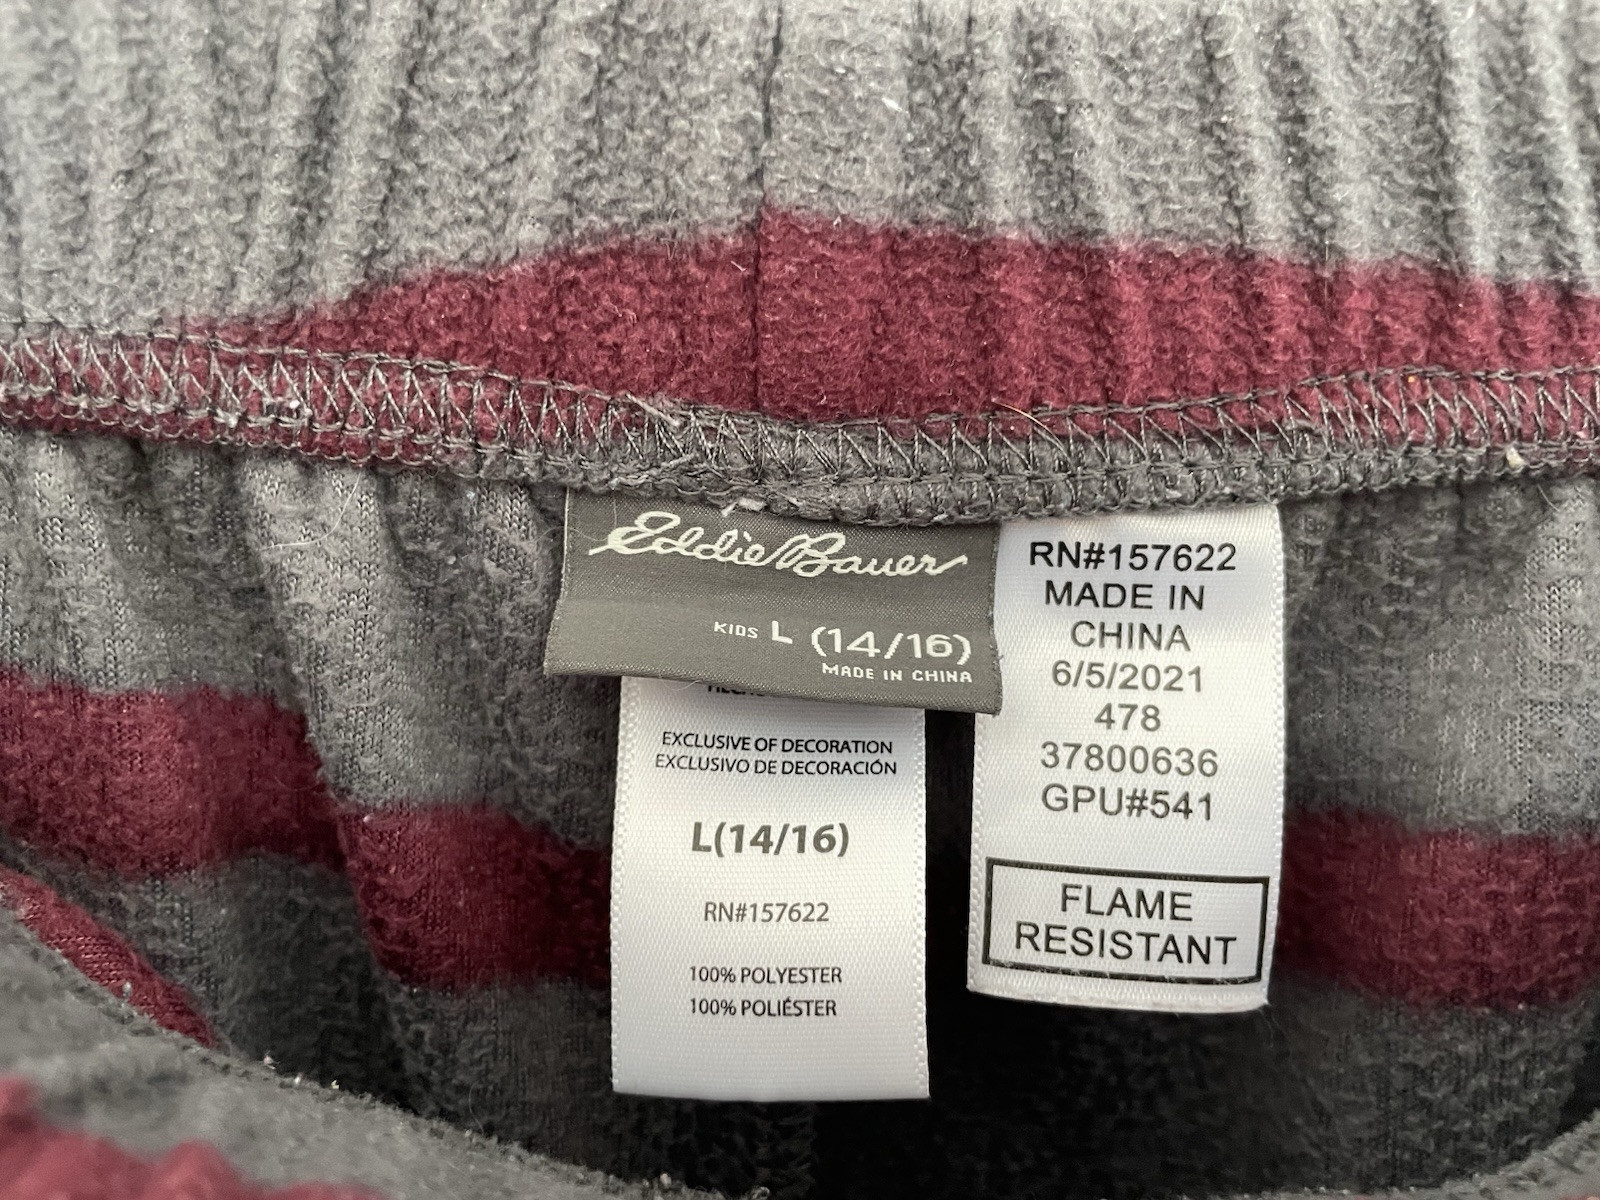 Eddie Bauer
KIDS L (14/16)
MADE IN CHINA
EXCLUSIVE OF DECORATION
EXCLUSIVO DE DECORACIÓN
L(14/16)
RN#157622
100% POLYESTER
100% POLIÉSTER
RN#157622
MADE IN
CHINA
6/5/2021
478
37800636
GPU#541
FLAME
RESISTANT